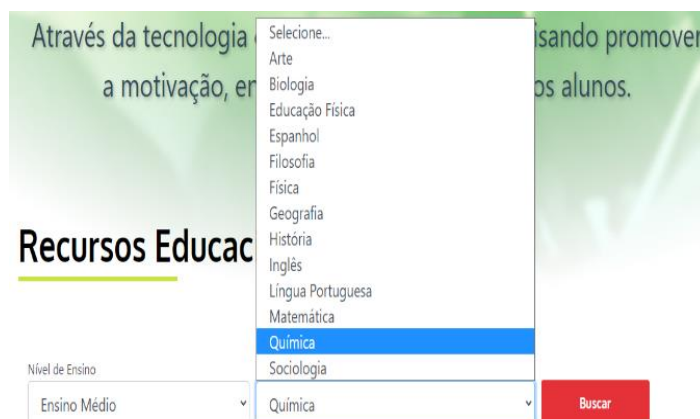 Através da tecnologia
isando promover
a motivação, er
os alunos.
Selecione...
Arte
Biologia
Educação Física
Espanhol
Filosofia
Física
Geografia
História
Inglês
Língua Portuguesa
Matemática
Química
Sociologia
Recursos Educac
Nível de Ensino
Ensino Médio
Química
Buscar